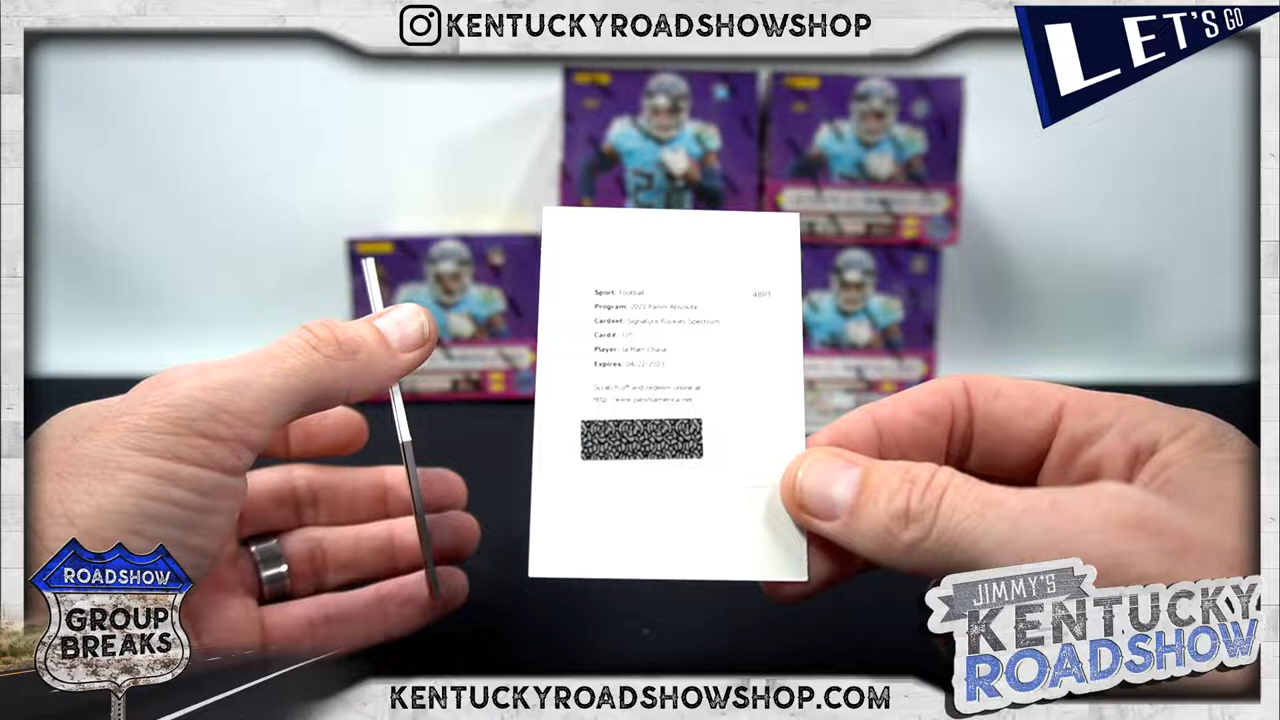 KENTUCKYROADSHOWSHOP
LET'S GO
Sport: Football
48PT
Program: 2021 Panini Absolute
Cardset: Signature Rookies Spectrum
Card#:
Player: Ja'Marr Chase
Expires: 04/22/2023
Scratch off and redeem online at
http://www.paniniamerica.net
ROADSHOW
GROUP
BREAKS
JIMMY'S
KENTUCKY
ROADSHOW
KENTUCKYROADSHOWSHOP.COM